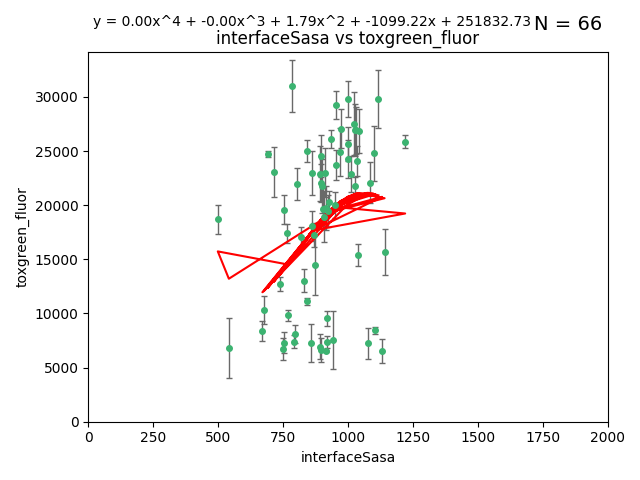 y = 0.00x^4 + -0.00x^3 + 1.79x^2 + -1099.22x + 251832.73 N = 66
interfaceSasa vs toxgreen_fluor
30000
25000
20000
15000
10000
5000
0
toxgreen_fluor
0 250 500 750 1000 1250 1500 1750 2000
interfaceSasa